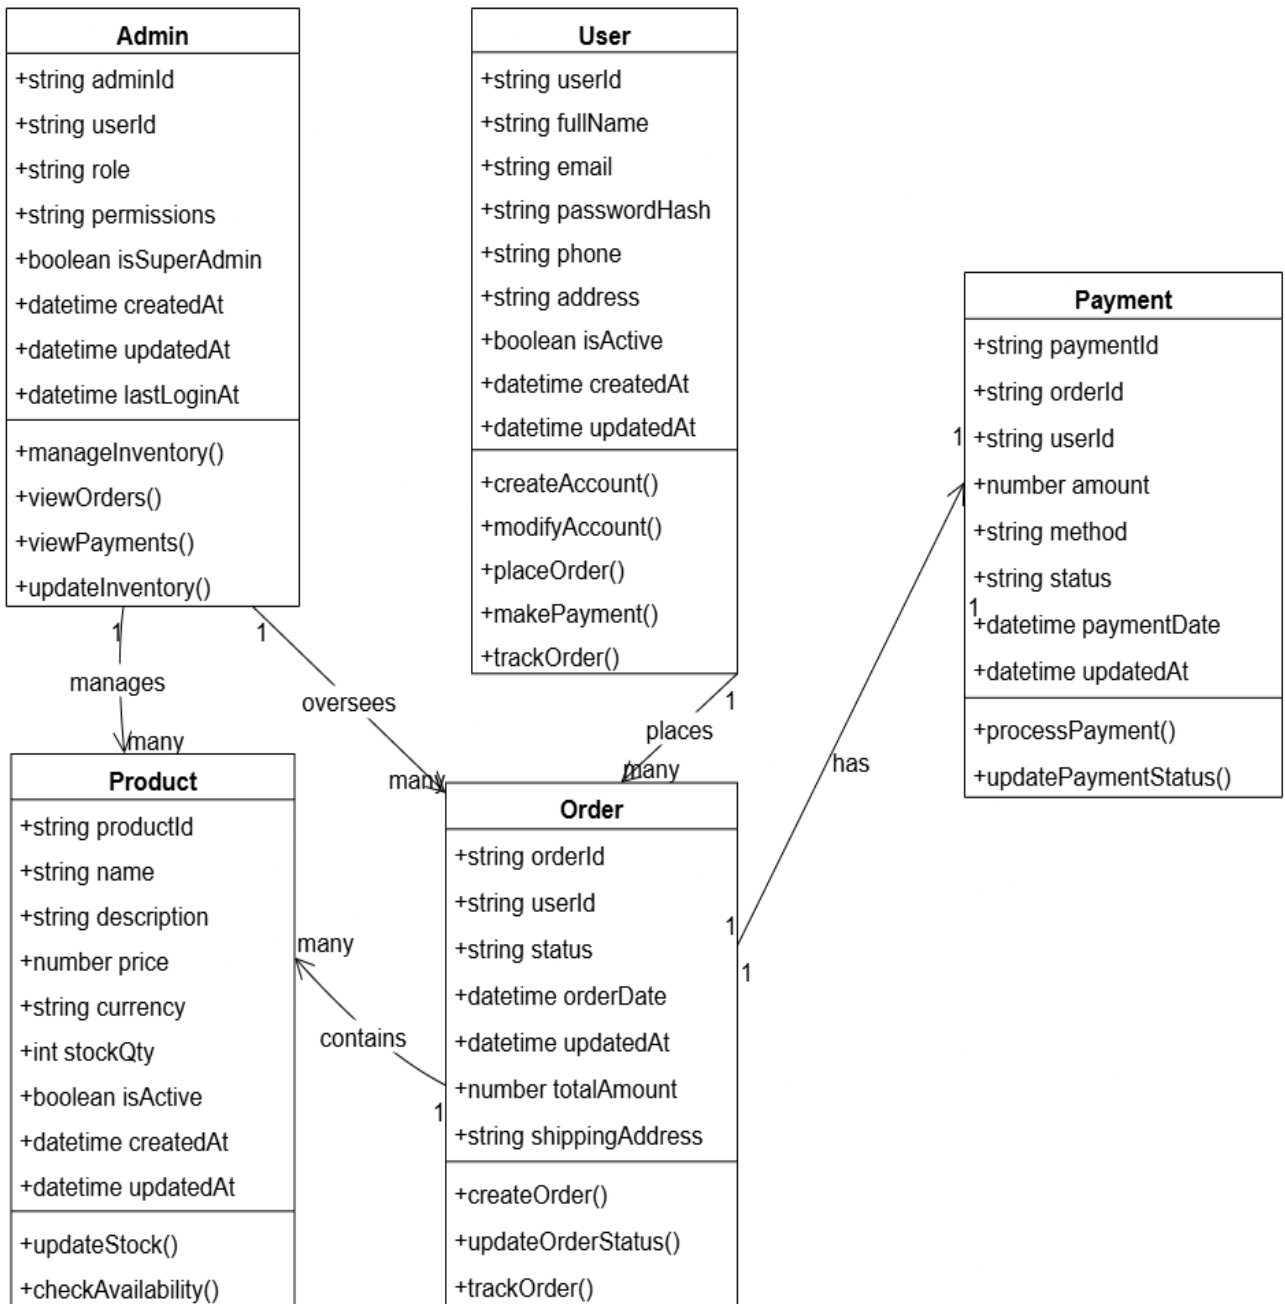 Admin
+string adminId
+string userId
+string role
+string permissions
+boolean isSuperAdmin
+datetime createdAt
+datetime updatedAt
+datetime lastLoginAt
+manageInventory()
+viewOrders()
+viewPayments()
+updateInventory()
User
+string userId
+string fullName
+string email
+string passwordHash
+string phone
+string address
+boolean isActive
+datetime createdAt
+datetime updatedAt
+createAccount()
+modifyAccount()
+placeOrder()
+makePayment()
+trackOrder()
Payment
+string paymentId
+string orderId
+string userId
+number amount
+string method
+string status
+datetime paymentDate
+datetime updatedAt
+processPayment()
+updatePaymentStatus()
1
1
1
manages
many
1
oversees
many
1
places
many
has
1
1
Product
+string productId
+string name
+string description
+number price
+string currency
+int stockQty
+boolean isActive
+datetime createdAt
+datetime updatedAt
+updateStock()
+checkAvailability()
many
contains
1
Order
+string orderId
+string userId
+string status
+datetime orderDate
+datetime updatedAt
+number totalAmount
+string shippingAddress
+createOrder()
+updateOrderStatus()
+trackOrder()